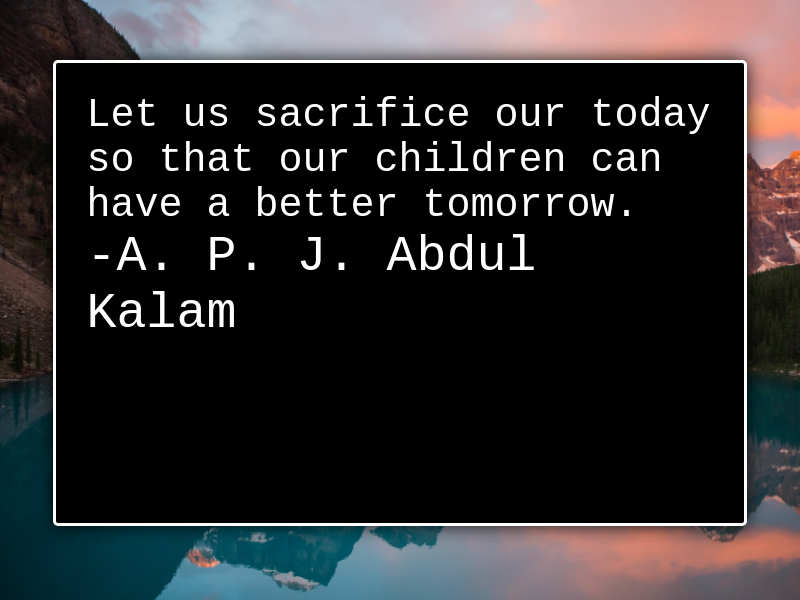 Let us sacrifice our today
so that our children can
have a better tomorrow.
-A. P. J. Abdul
Kalam